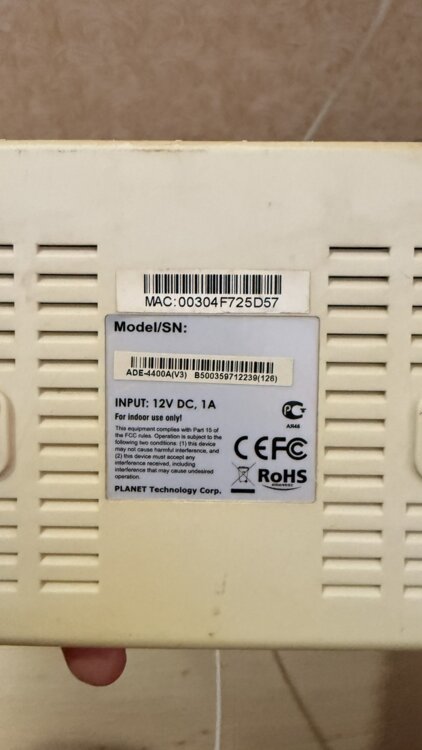 MAC:00304F725D57
Model/SN:
ADE-4400A(V3) B500359712239(126)
INPUT: 12V DC, 1A
For indoor use only!
This equipment complies with Part 15 of
the FCC rules. Operation is subject to the
following two conditions: (1) this device
may not cause harmful interference, and
(2) this device must accept any
interference received, including
interference that may cause undesired
operation.
PLANET Technology Corp.
АЯ46
CE FC
RoHS